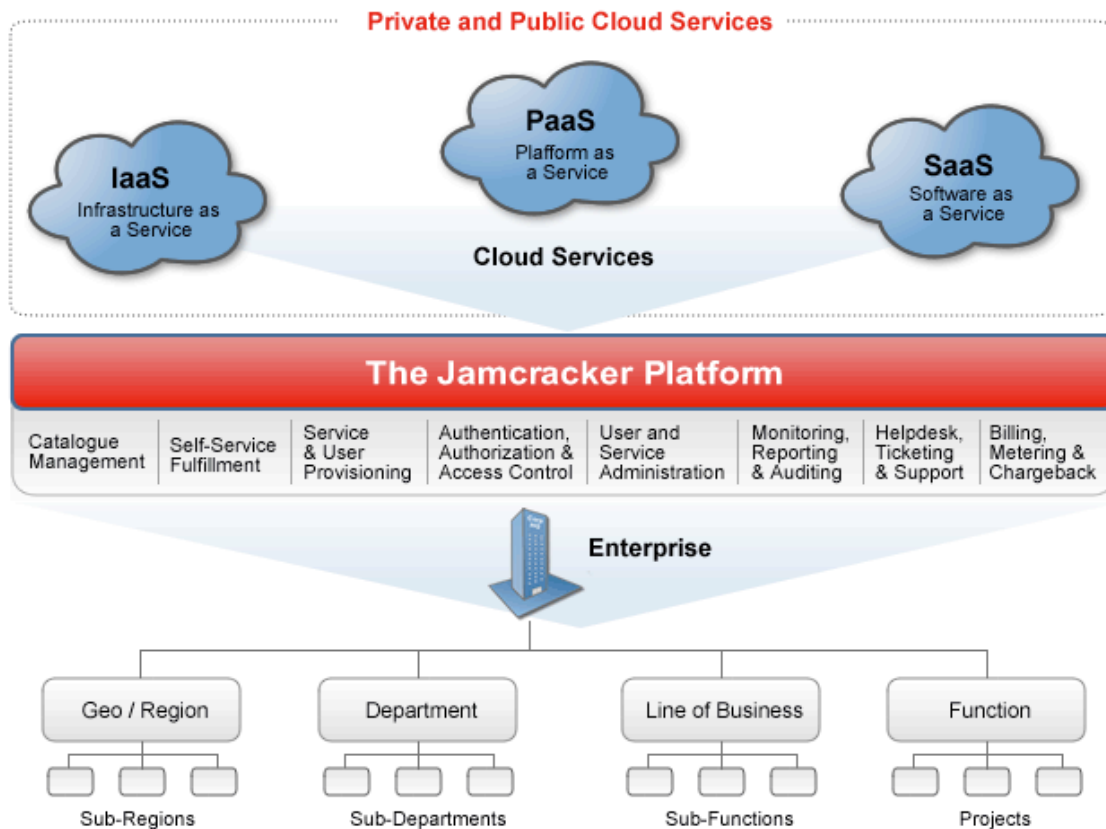 Private and Public Cloud Services
PaaS
Plafform as
a Service
IaaS
Infrastructure as
a Service
SaaS
Software as
a Service
Cloud Services
The Jamcracker Platform
Catalogue
Management
Self-Service
Fulfillment
Service
& User
Provisioning
Authentication,
Authorization &
Access Control
User and
Service
Administration
Monitoring,
Reporting
& Auditing
Helpdesk,
Ticketing
& Support
Billing,
Metering &
Chargeback
Enterprise
Geo / Region
Department
Line of Business
Function
Sub-Regions
Sub-Departments
Sub-Functions
Projects